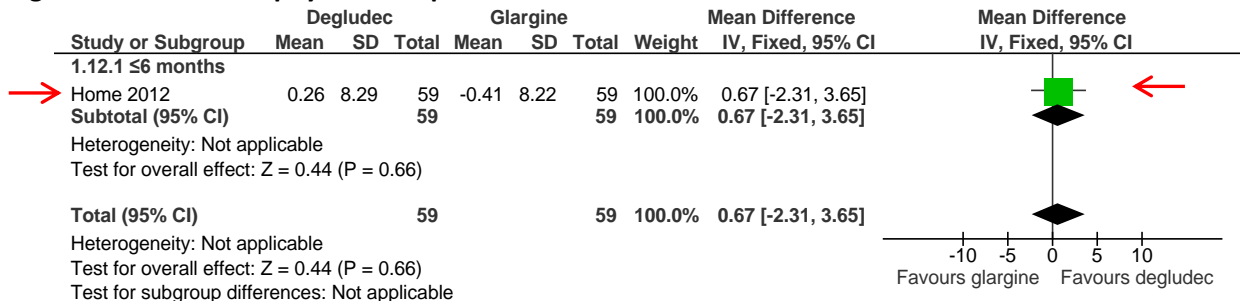 Degludec Glargine Mean Difference Mean Difference
Study or Subgroup Mean SD Total Mean SD Total Weight IV, Fixed, 95% CI IV, Fixed, 95% CI
1.12.1 ≤6 months
Home 2012 0.26 8.29 59 -0.41 8.22 59 100.0% 0.67 [-2.31, 3.65]
Subtotal (95% CI) 59 59 100.0% 0.67 [-2.31, 3.65]
Heterogeneity: Not applicable
Test for overall effect: Z = 0.44 (P = 0.66)
Total (95% CI) 59 59 100.0% 0.67 [-2.31, 3.65]
Heterogeneity: Not applicable
Test for overall effect: Z = 0.44 (P = 0.66)
Test for subgroup differences: Not applicable
-10 -5 0 5 10
Favours glargine Favours degludec